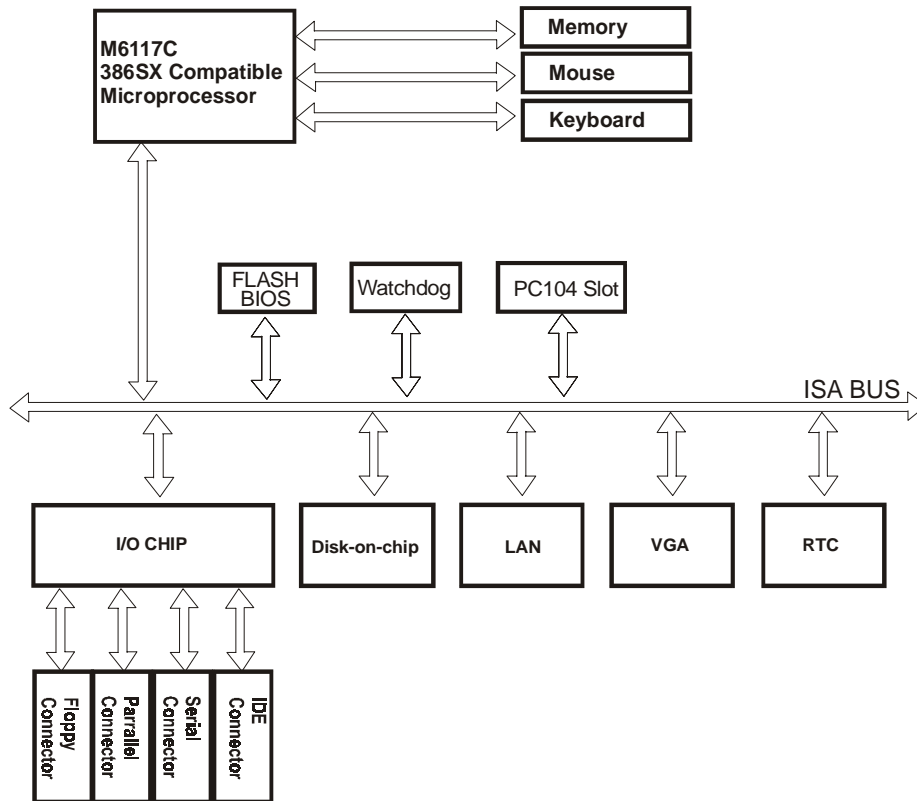 M6117C
386SX Compatible
Microprocessor
Memory
Mouse
Keyboard
FLASH
BIOS
Watchdog
PC104 Slot
ISA BUS
I/O CHIP
Disk-on-chip
LAN
VGA
RTC
Floppy
Connector
Parrallel
Connector
Serial
Connector
IDE
Connector